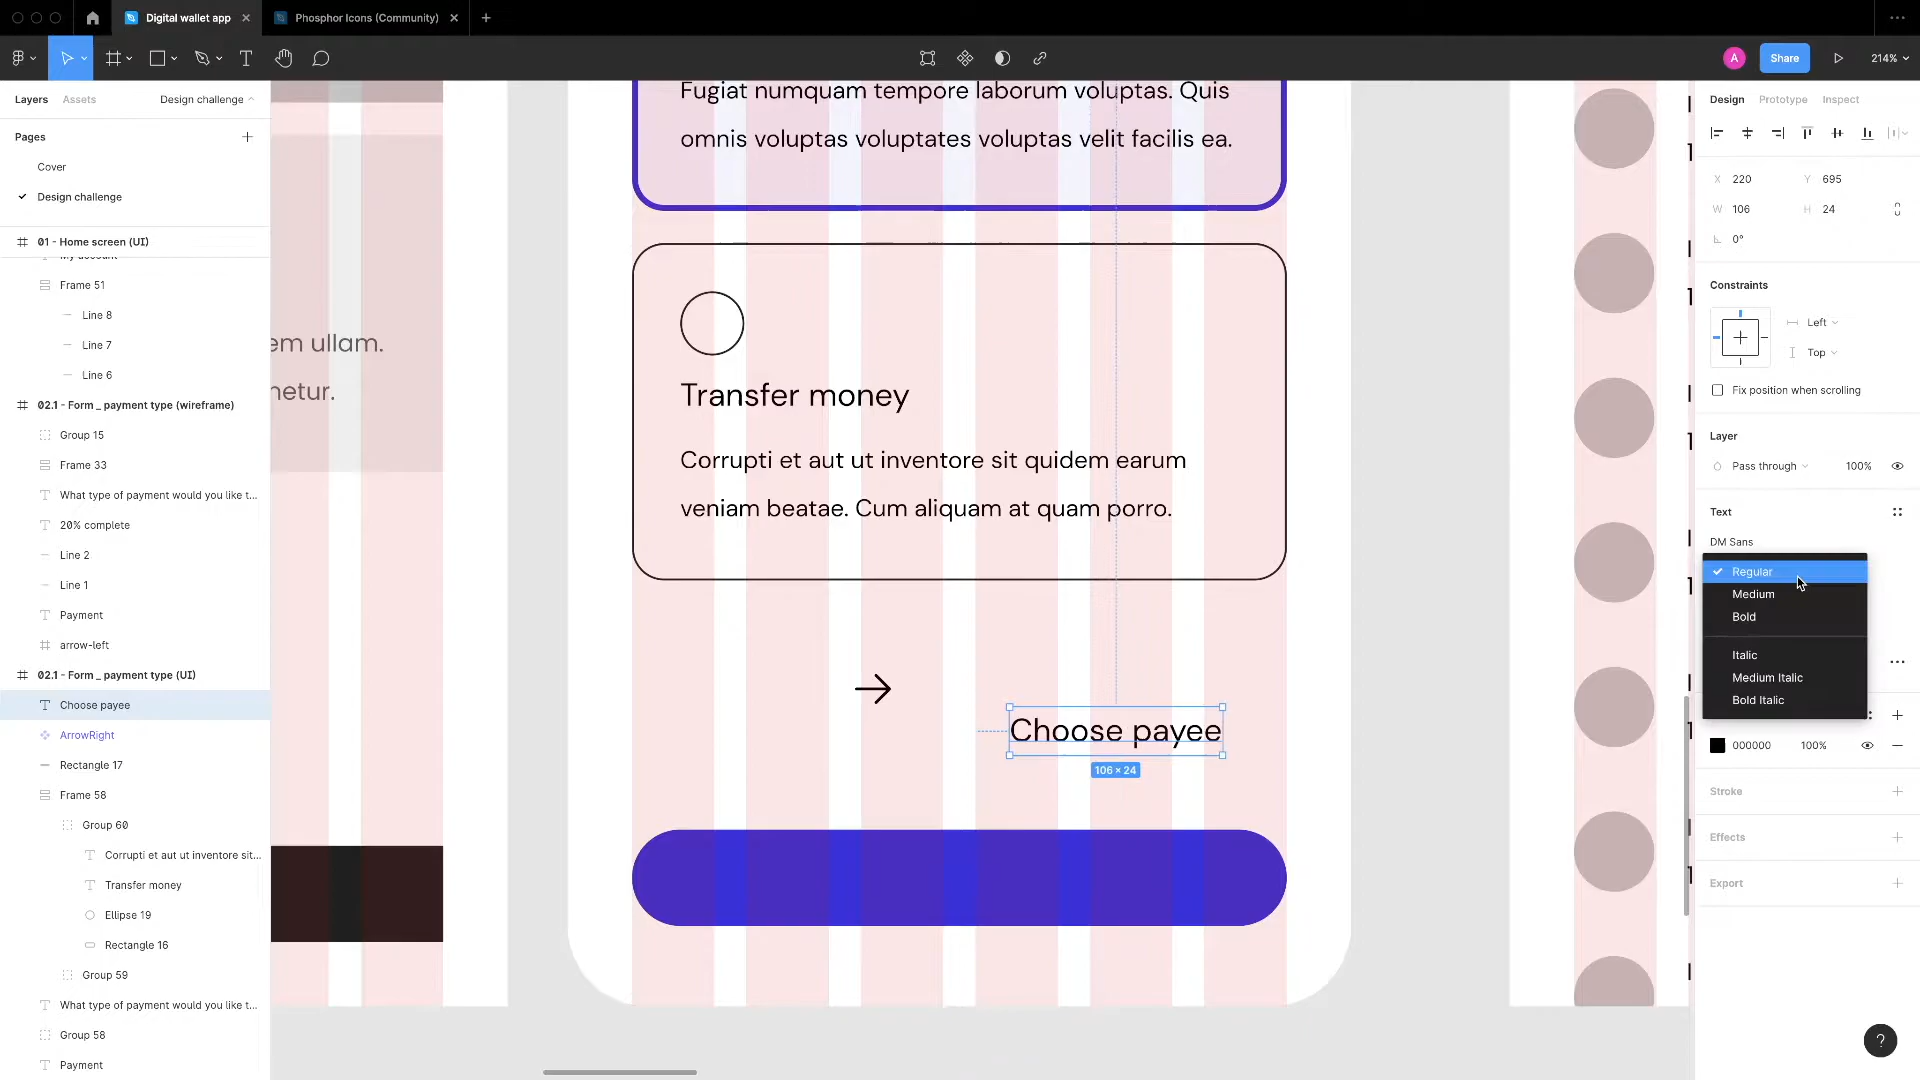 Digital wallet app
Phosphor Icons (Community)
A
Share
214%
Layers
Assets
Design challenge
Pages
Cover
Design challenge
01 - Home screen (UI)
My account
Frame 51
Line 8
Line 7
Line 6
02.1 - Form _ payment type (wireframe)
Group 15
Frame 33
What type of payment would you like t...
20% complete
Line 2
Line 1
Payment
arrow-left
02.1 - Form _ payment type (UI)
Choose payee
ArrowRight
Rectangle 17
Frame 58
Group 60
Corrupti et aut ut inventore sit...
Transfer money
Ellipse 19
Rectangle 16
Group 59
What type of payment would you like t...
Group 58
Payment
em ullam.
netur.
Fugiat numquam tempore laborum voluptas. Quis
omnis voluptas voluptates voluptas velit facilis ea.
Transfer money
Corrupti et aut ut inventore sit quidem earum
veniam beatae. Cum aliquam at quam porro.
Choose payee
106 × 24
Design
Prototype
Inspect
X 220
Y 695
W 106
H 24
0°
Constraints
Left
Top
Fix position when scrolling
Layer
Pass through
100%
Text
DM Sans
Regular
Medium
Bold
Italic
Medium Italic
Bold Italic
000000
100%
Stroke
Effects
Export
?